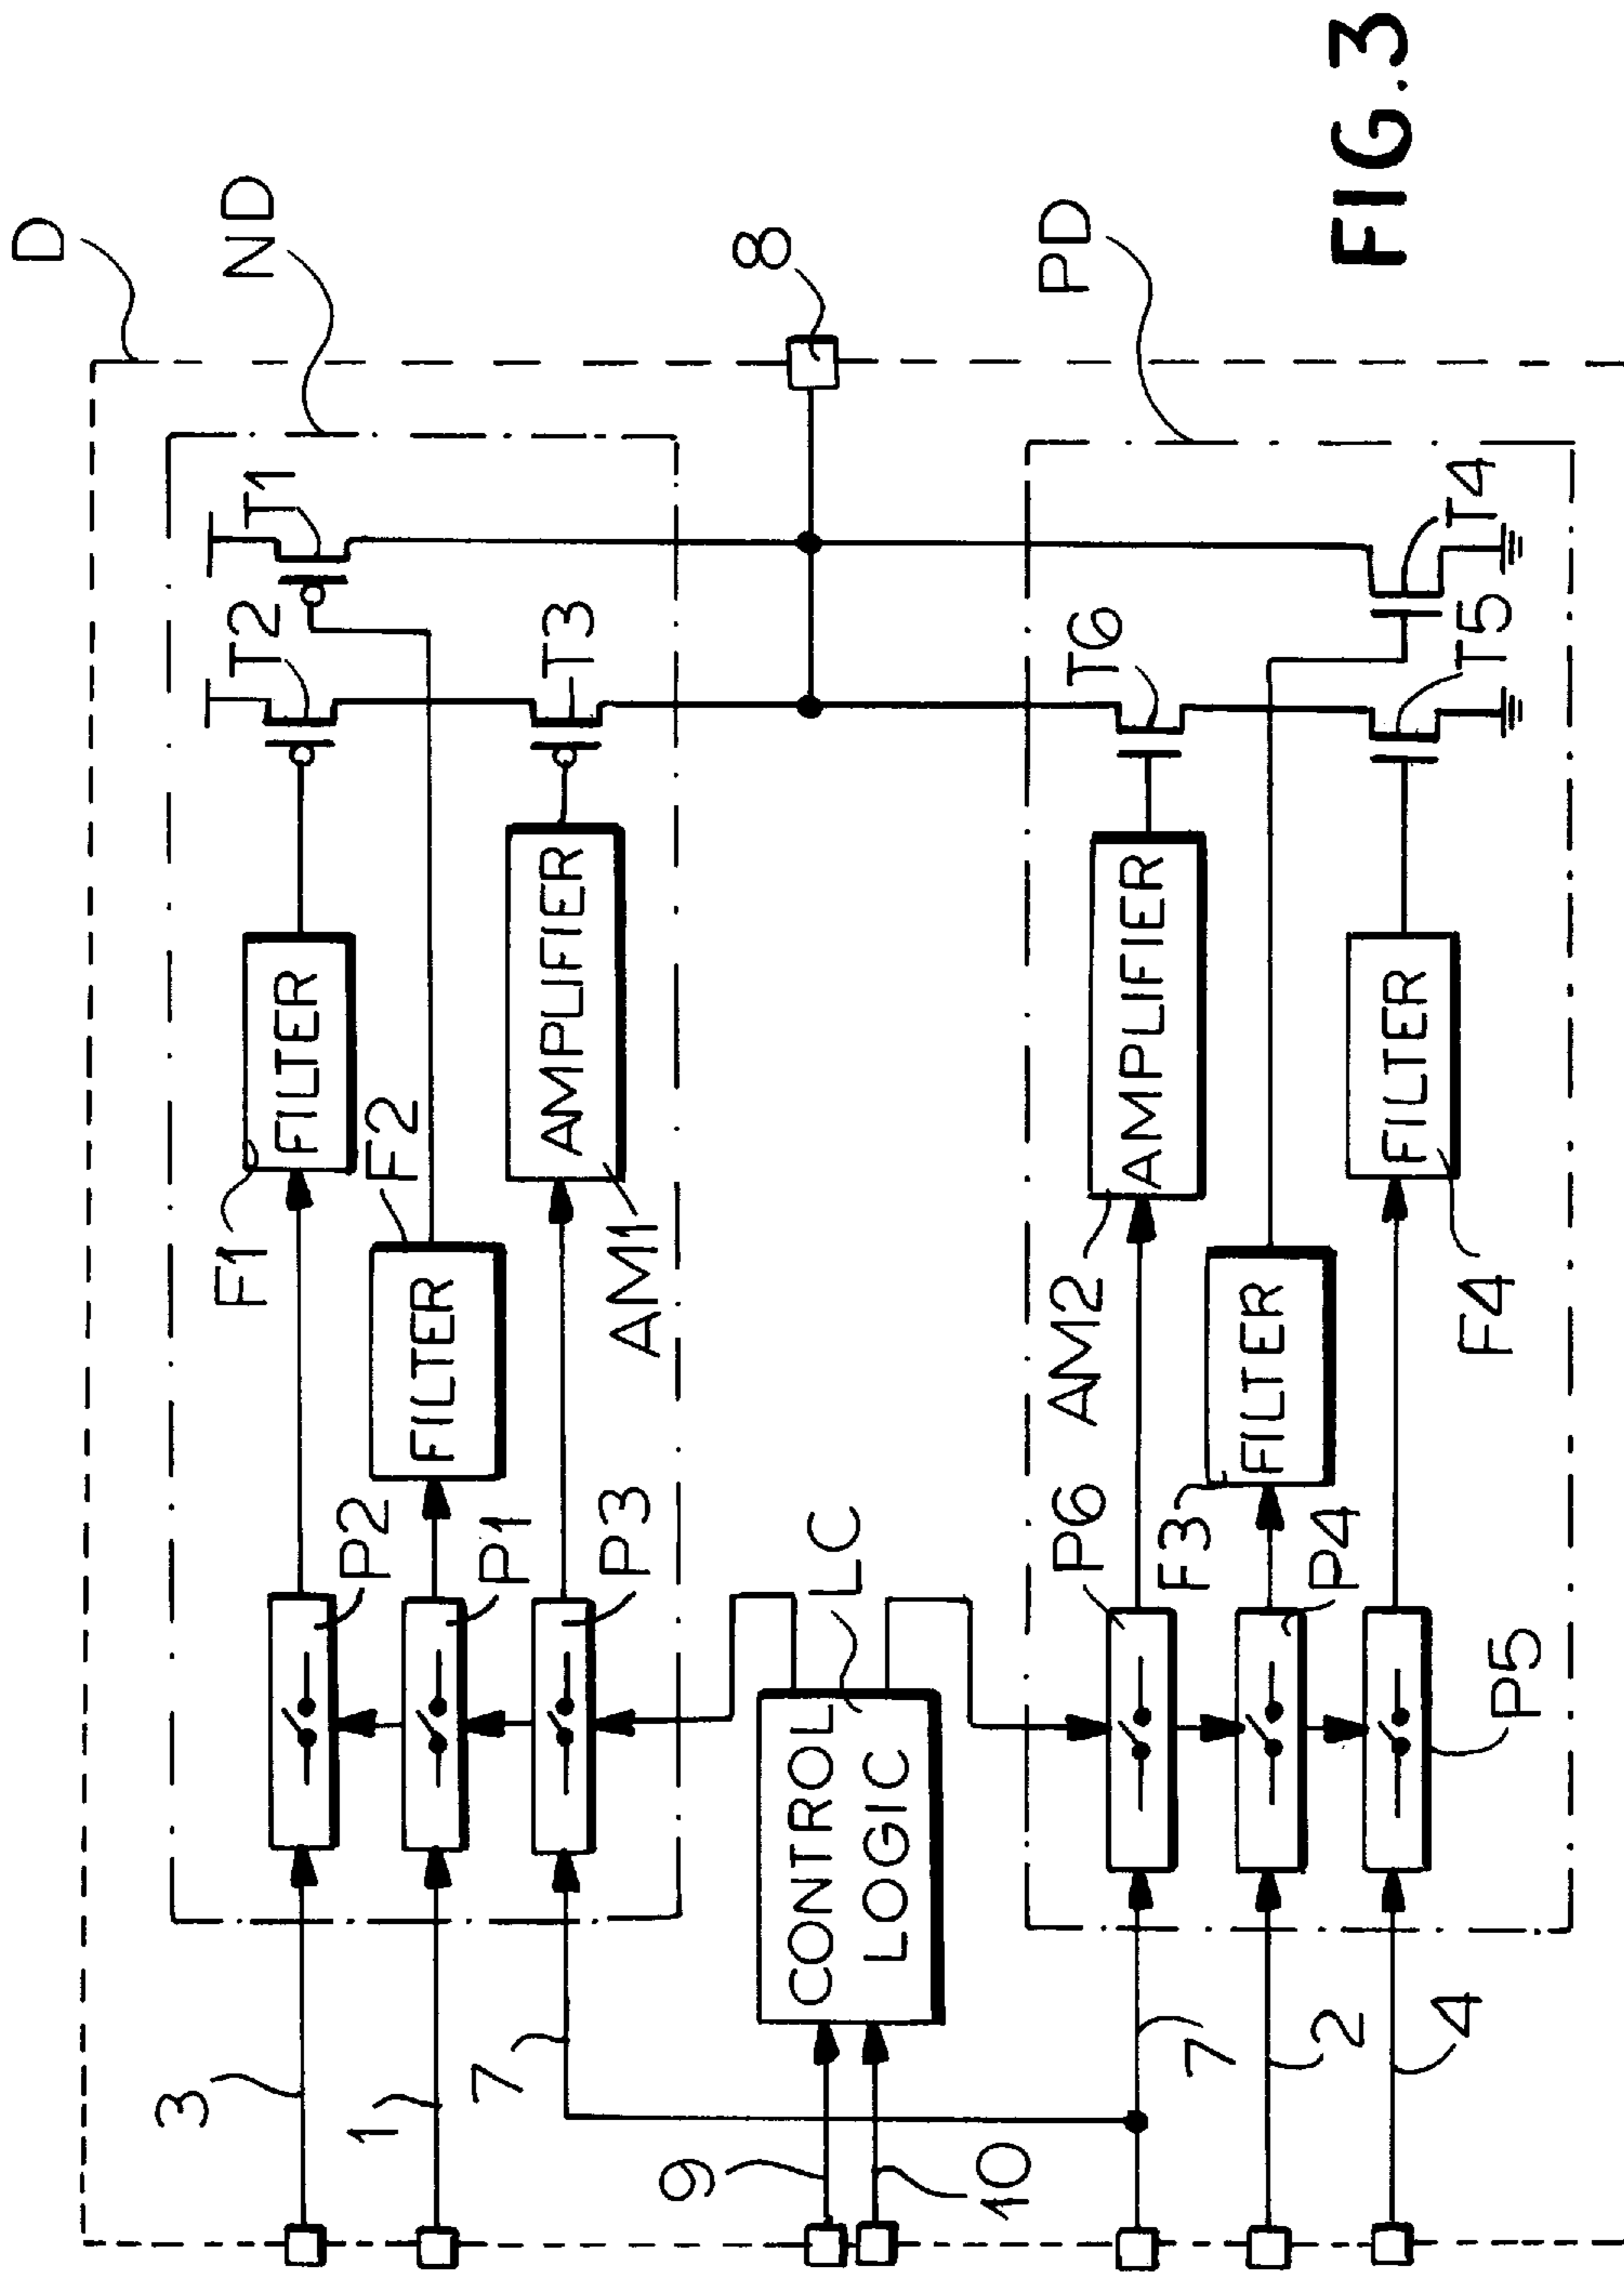 D
ND
T1
T2
T3
FILTER
F1
F2
FILTER
AMPLIFIER
AM1
P2
P1
P3
3
1
7
8
LC
CONTROL
LOGIC
9
10
PD
T6
T4
T5
AMPLIFIER
AM2
FILTER
F3
FILTER
F4
P6
P4
P5
7
2
4
FIG.3